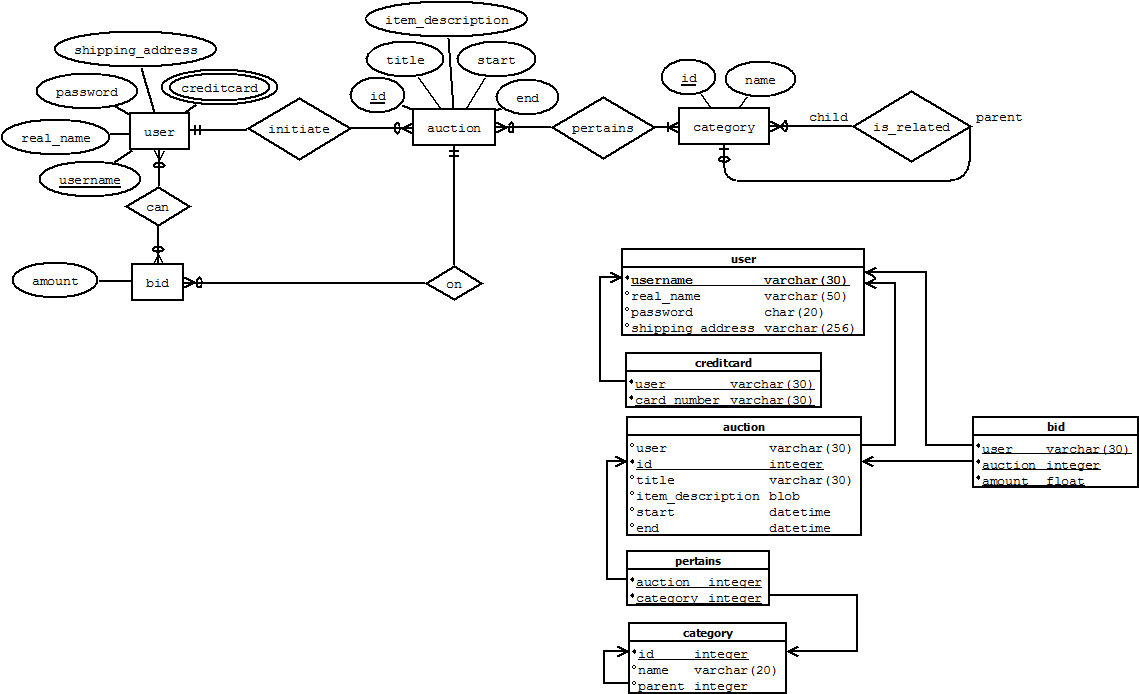 item_description
shipping_address
title
start
password
creditcard
id
end
id
name
real_name
user
initiate
auction
pertains
category
child
is_related
parent
username
can
amount
bid
on
user
username varchar(30)
real_name varchar(50)
password char(20)
shipping_address varchar(256)
creditcard
user varchar(30)
card_number varchar(30)
auction
user varchar(30)
id integer
title varchar(30)
item_description blob
start datetime
end datetime
bid
user varchar(30)
auction integer
amount float
pertains
auction integer
category integer
category
id integer
name varchar(20)
parent integer